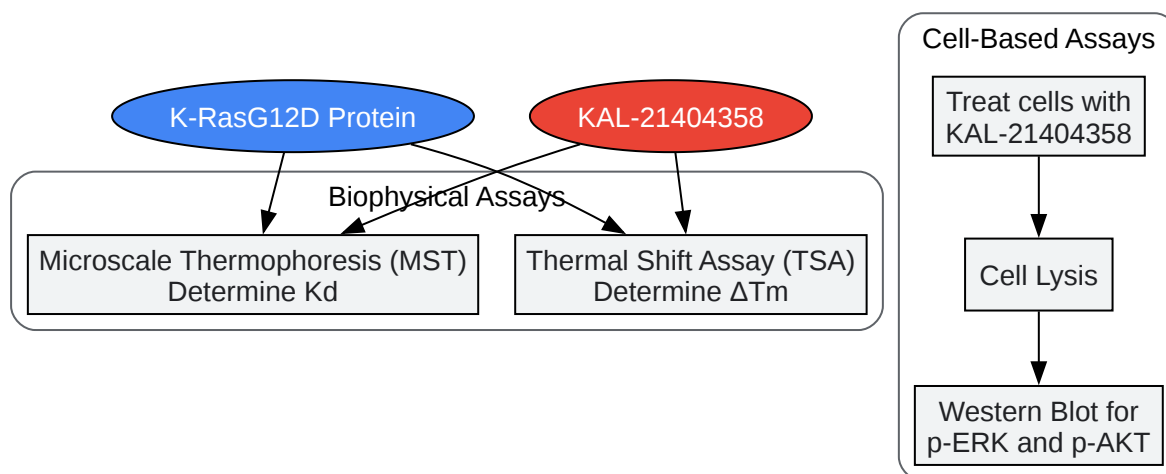 K-RasG12D Protein
KAL-21404358
Biophysical Assays
Microscale Thermophoresis (MST)
Determine Kd
Thermal Shift Assay (TSA)
Determine ΔTm
Cell-Based Assays
Treat cells with
KAL-21404358
Cell Lysis
Western Blot for
p-ERK and p-AKT